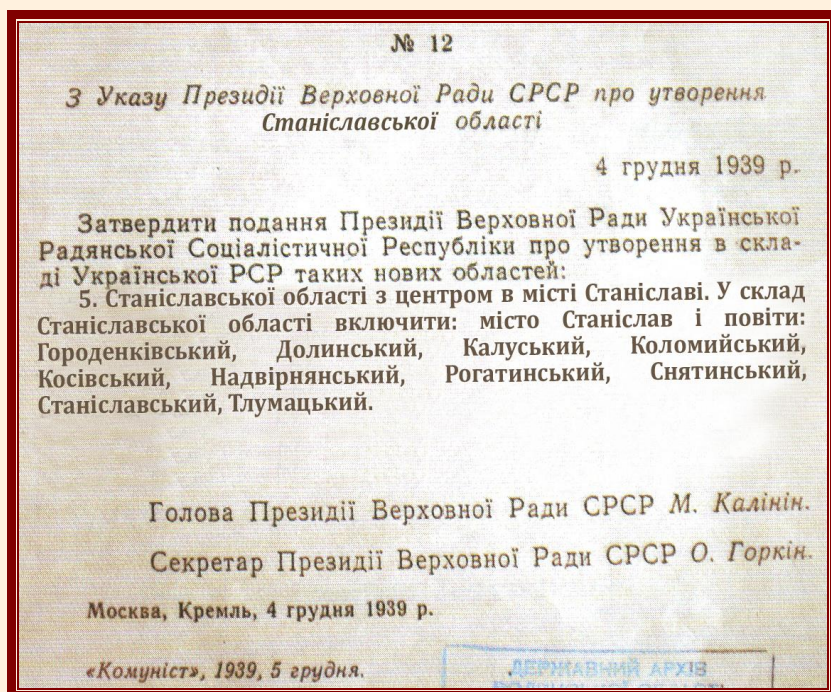 № 12
З Указу Президії Верховної Ради СРСР про утворення
Станіславської області
4 грудня 1939 р.
Затвердити подання Президії Верховної Ради Української
Радянської Соціалістичної Республіки про утворення в скла-
ді Української РСР таких нових областей:
5. Станіславської області з центром в місті Станіславі. У склад
Станіславської області включити: місто Станіслав і повіти:
Городенківський, Долинський, Калуський, Коломийський,
Косівський, Надвірнянський, Рогатинський, Снятинський,
Станіславський, Тлумацький.
Голова Президії Верховної Ради СРСР М. Калінін.
Секретар Президії Верховної Ради СРСР О. Горкін.
Москва, Кремль, 4 грудня 1939 р.
«Комуніст», 1939, 5 грудня.
ДЕРЖАВНИЙ АРХІВ